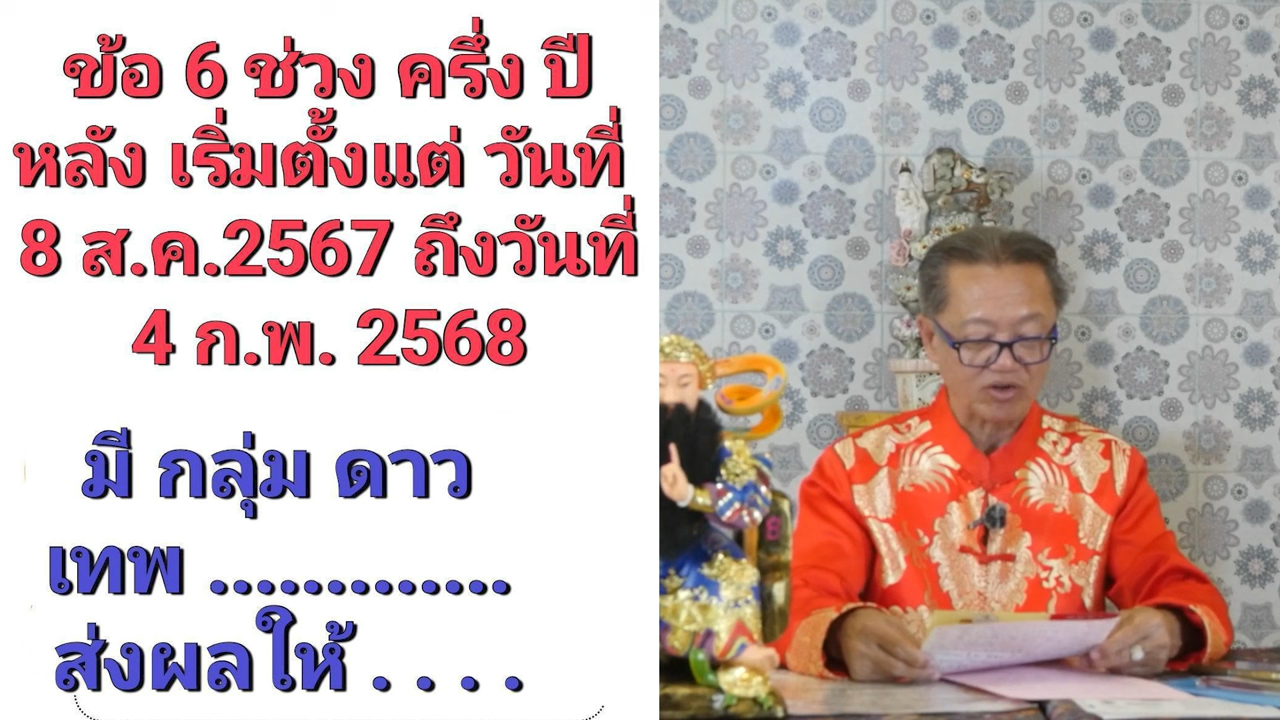 ข้อ 6 ช่วง ครึ่ง ปี
หลัง เริ่มตั้งแต่ วันที่
8 ส.ค.2567 ถึงวันที่
4 ก.พ. 2568
มี กลุ่ม ดาว
เทพ .............
ส่งผลให้ . . . .